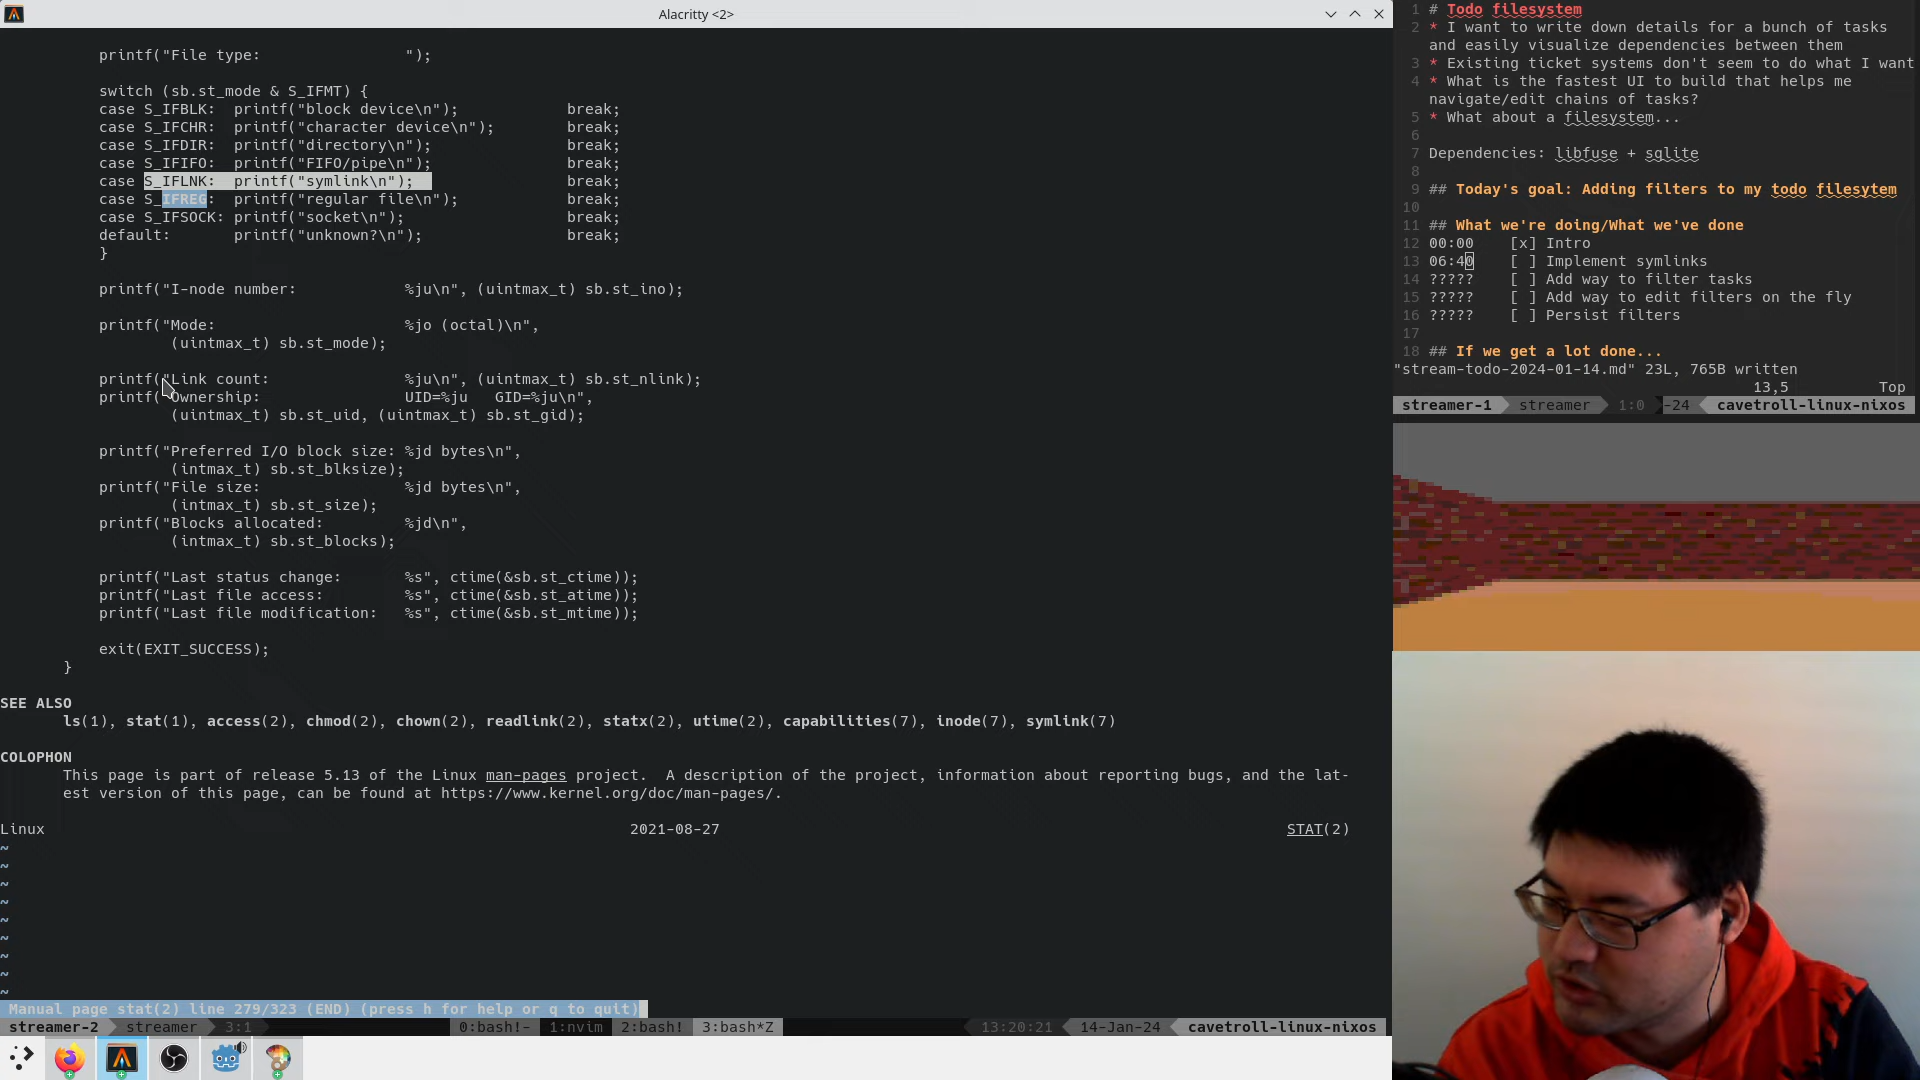 Alacritty <2>
printf("File type:                ");
switch (sb.st_mode & S_IFMT) {
case S_IFBLK:  printf("block device\n");            break;
case S_IFCHR:  printf("character device\n");        break;
case S_IFDIR:  printf("directory\n");               break;
case S_IFIFO:  printf("FIFO/pipe\n");               break;
case S_IFLNK:  printf("symlink\n");                 break;
case S_IFREG:  printf("regular file\n");            break;
case S_IFSOCK: printf("socket\n");                  break;
default:       printf("unknown?\n");                break;
}
printf("I-node number:            %ju\n", (uintmax_t) sb.st_ino);
printf("Mode:                     %jo (octal)\n",
(uintmax_t) sb.st_mode);
printf("Link count:               %ju\n", (uintmax_t) sb.st_nlink);
printf("Ownership:                UID=%ju   GID=%ju\n",
(uintmax_t) sb.st_uid, (uintmax_t) sb.st_gid);
printf("Preferred I/O block size: %jd bytes\n",
(intmax_t) sb.st_blksize);
printf("File size:                %jd bytes\n",
(intmax_t) sb.st_size);
printf("Blocks allocated:         %jd\n",
(intmax_t) sb.st_blocks);
printf("Last status change:       %s", ctime(&sb.st_ctime));
printf("Last file access:         %s", ctime(&sb.st_atime));
printf("Last file modification:   %s", ctime(&sb.st_mtime));
exit(EXIT_SUCCESS);
}
SEE ALSO
ls(1), stat(1), access(2), chmod(2), chown(2), readlink(2), statx(2), utime(2), capabilities(7), inode(7), symlink(7)
COLOPHON
This page is part of release 5.13 of the Linux man-pages project.  A description of the project, information about reporting bugs, and the lat-
est version of this page, can be found at https://www.kernel.org/doc/man-pages/.
Linux 2021-08-27 STAT(2)
~
~
~
~
~
~
~
~
~
Manual page stat(2) line 279/323 (END) (press h for help or q to quit)
streamer-2 streamer 3:1 0:bash!- 1:nvim 2:bash! 3:bash*Z 13:20:21 14-Jan-24 cavetroll-linux-nixos
1 # Todo filesystem
2 * I want to write down details for a bunch of tasks
and easily visualize dependencies between them
3 * Existing ticket systems don't seem to do what I want
4 * What is the fastest UI to build that helps me
navigate/edit chains of tasks?
5 * What about a filesystem...
6
7 Dependencies: libfuse + sqlite
8
9 ## Today's goal: Adding filters to my todo filesytem
10
11 ## What we're doing/What we've done
12 00:00    [x] Intro
13 06:40    [ ] Implement symlinks
14 ?????    [ ] Add way to filter tasks
15 ?????    [ ] Add way to edit filters on the fly
16 ?????    [ ] Persist filters
17
18 ## If we get a lot done...
"stream-todo-2024-01-14.md" 23L, 765B written
13,5 Top
streamer-1 streamer 1:0 -24 cavetroll-linux-nixos